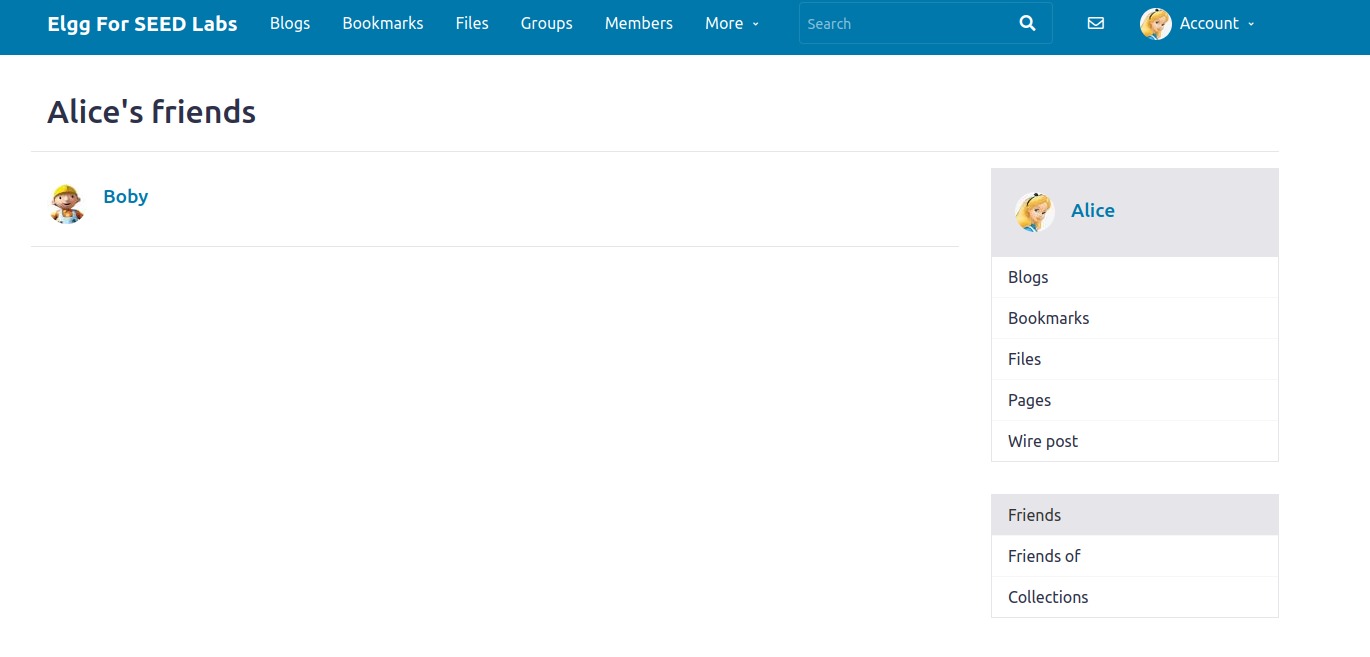 Elgg For SEED Labs Blogs Bookmarks Files Groups Members More Search Account
Alice's friends
Boby
Alice
Blogs
Bookmarks
Files
Pages
Wire post
Friends
Friends of
Collections